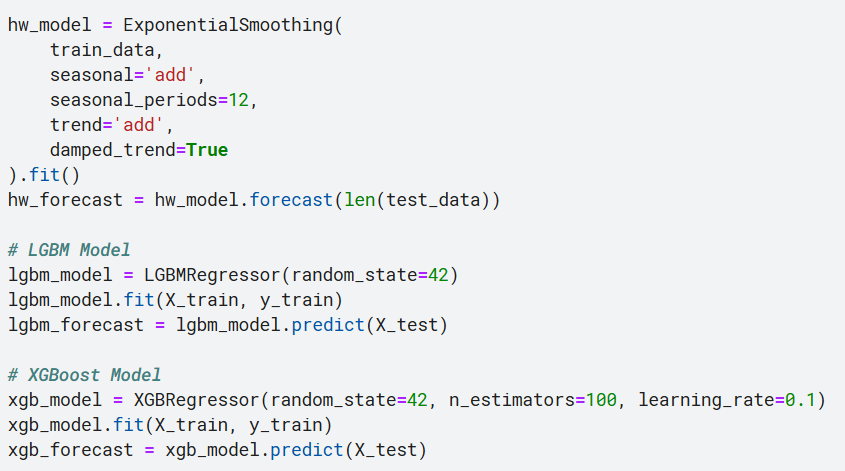 hw_model = ExponentialSmoothing(
    train_data,
    seasonal='add',
    seasonal_periods=12,
    trend='add',
    damped_trend=True
).fit()
hw_forecast = hw_model.forecast(len(test_data))

# LGBM Model
lgbm_model = LGBMRegressor(random_state=42)
lgbm_model.fit(X_train, y_train)
lgbm_forecast = lgbm_model.predict(X_test)

# XGBoost Model
xgb_model = XGBRegressor(random_state=42, n_estimators=100, learning_rate=0.1)
xgb_model.fit(X_train, y_train)
xgb_forecast = xgb_model.predict(X_test)